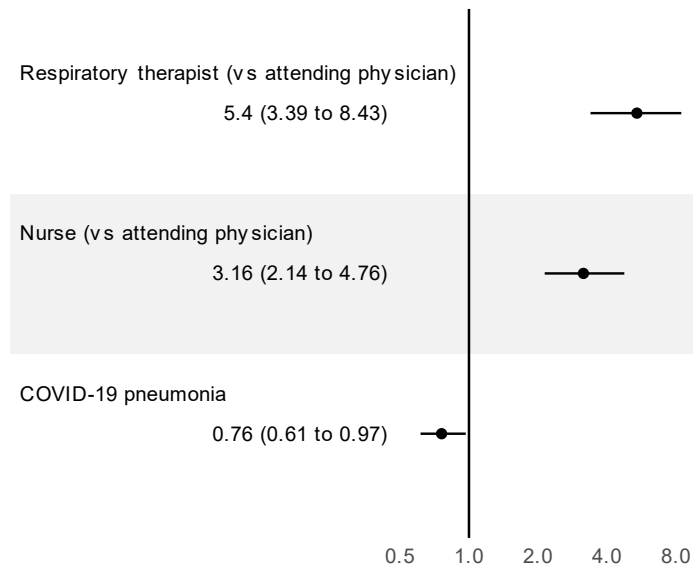 Respiratory therapist (vs attending physician)
5.4 (3.39 to 8.43)
Nurse (vs attending physician)
3.16 (2.14 to 4.76)
COVID-19 pneumonia
0.76 (0.61 to 0.97)
0.5 1.0 2.0 4.0 8.0